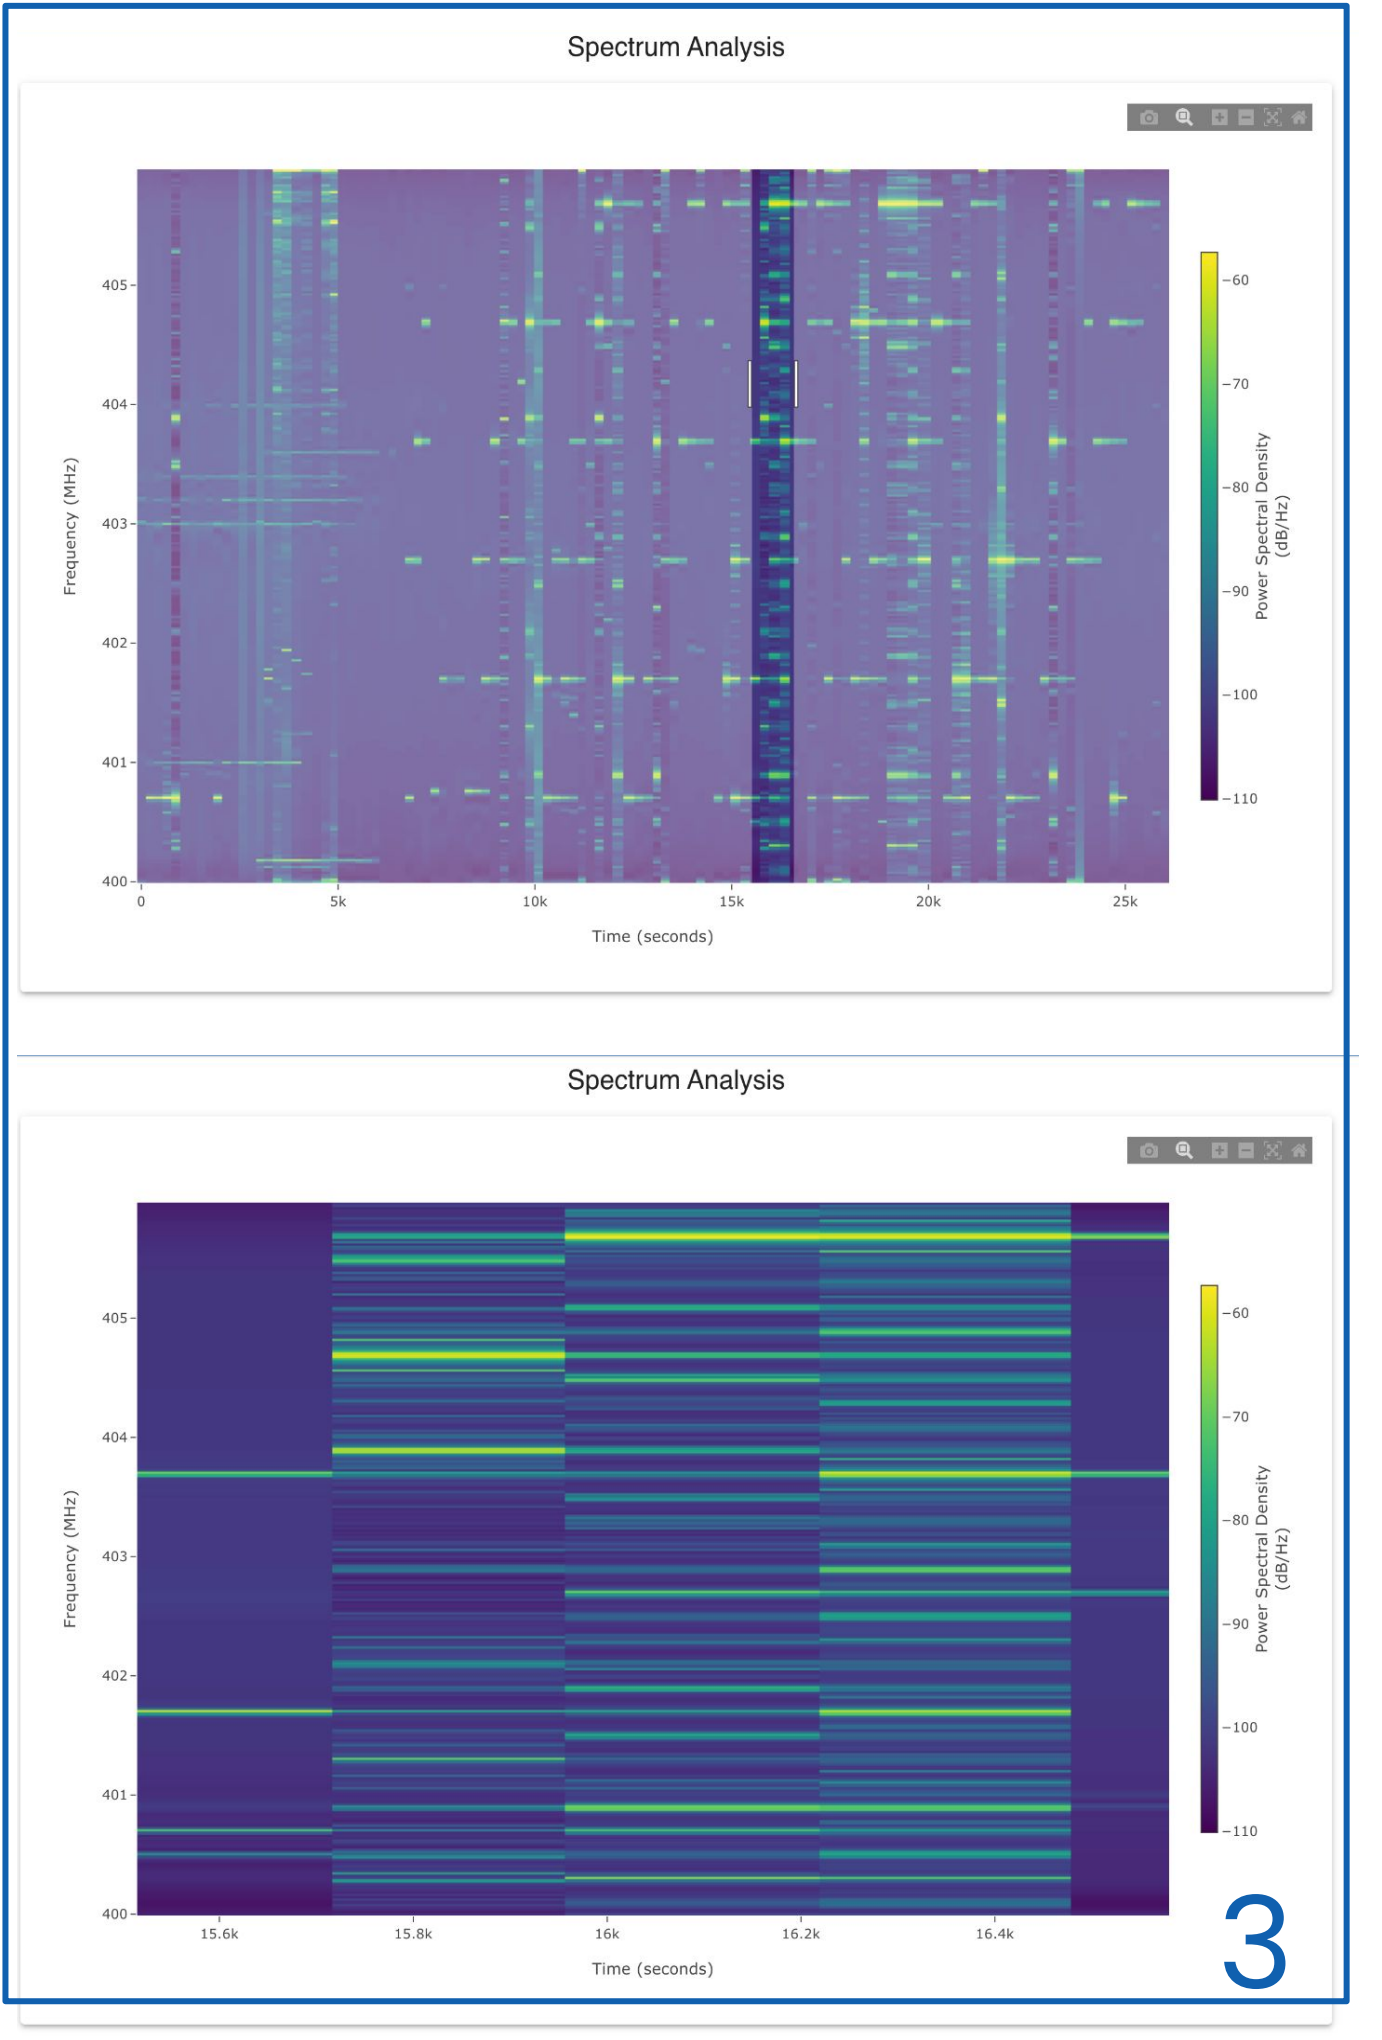 Spectrum Analysis
405
404
403
402
401
400
Frequency (MHz)
0
5k
10k
15k
20k
25k
Time (seconds)
−60
−70
−80
−90
−100
−110
Power Spectral Density
(dB/Hz)
Spectrum Analysis
405
404
403
402
401
400
Frequency (MHz)
15.6k
15.8k
16k
16.2k
16.4k
Time (seconds)
−60
−70
−80
−90
−100
−110
Power Spectral Density
(dB/Hz)
3